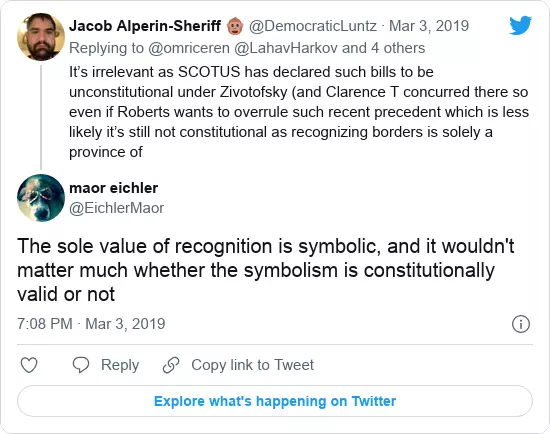 Jacob Alperin-Sheriff 🐵 @DemocraticLuntz · Mar 3, 2019
Replying to @omriceren @LahavHarkov and 4 others
It’s irrelevant as SCOTUS has declared such bills to be
unconstitutional under Zivotofsky (and Clarence T concurred there so
even if Roberts wants to overrule such recent precedent which is less
likely it’s still not constitutional as recognizing borders is solely a
province of
maor eichler
@EichlerMaor
The sole value of recognition is symbolic, and it wouldn't
matter much whether the symbolism is constitutionally
valid or not
7:08 PM · Mar 3, 2019
Reply
Copy link to Tweet
Explore what's happening on Twitter